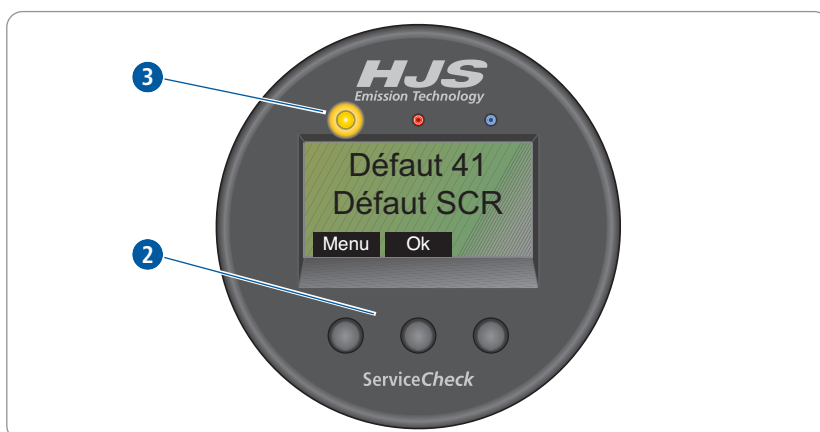 3
HJS
Emission Technology
Défaut 41
Défaut SCR
Menu Ok
2
ServiceCheck